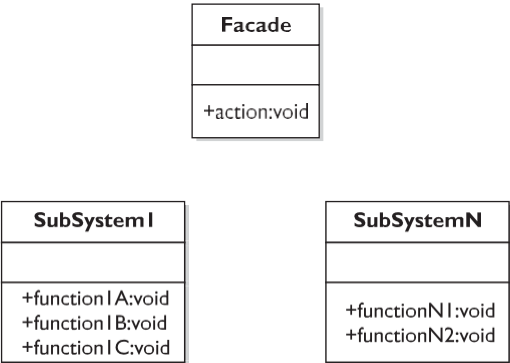 Facade
+action:void
SubSystem1
+function1A:void
+function1B:void
+function1C:void
SubSystemN
+functionN1:void
+functionN2:void